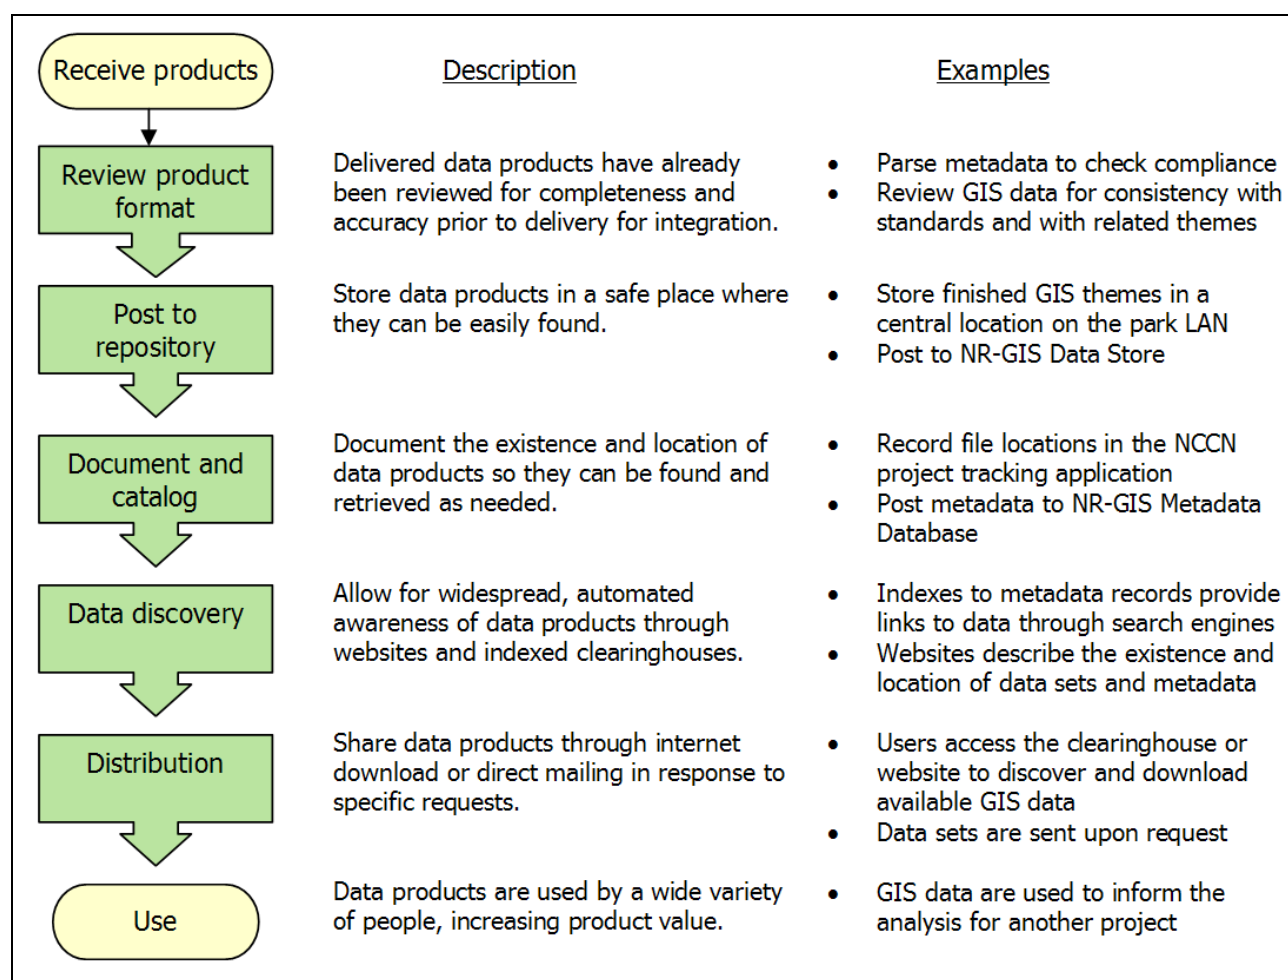 Receive products
Description
Examples
Review product
format
Delivered data products have already
been reviewed for completeness and
accuracy prior to delivery for integration.
• Parse metadata to check compliance
• Review GIS data for consistency with
standards and with related themes
Post to
repository
Store data products in a safe place where
they can be easily found.
• Store finished GIS themes in a
central location on the park LAN
• Post to NR-GIS Data Store
Document and
catalog
Document the existence and location of
data products so they can be found and
retrieved as needed.
• Record file locations in the NCCN
project tracking application
• Post metadata to NR-GIS Metadata
Database
Data discovery
Allow for widespread, automated
awareness of data products through
websites and indexed clearinghouses.
• Indexes to metadata records provide
links to data through search engines
• Websites describe the existence and
location of data sets and metadata
Distribution
Share data products through internet
download or direct mailing in response to
specific requests.
• Users access the clearinghouse or
website to discover and download
available GIS data
• Data sets are sent upon request
Use
Data products are used by a wide variety
of people, increasing product value.
• GIS data are used to inform the
analysis for another project